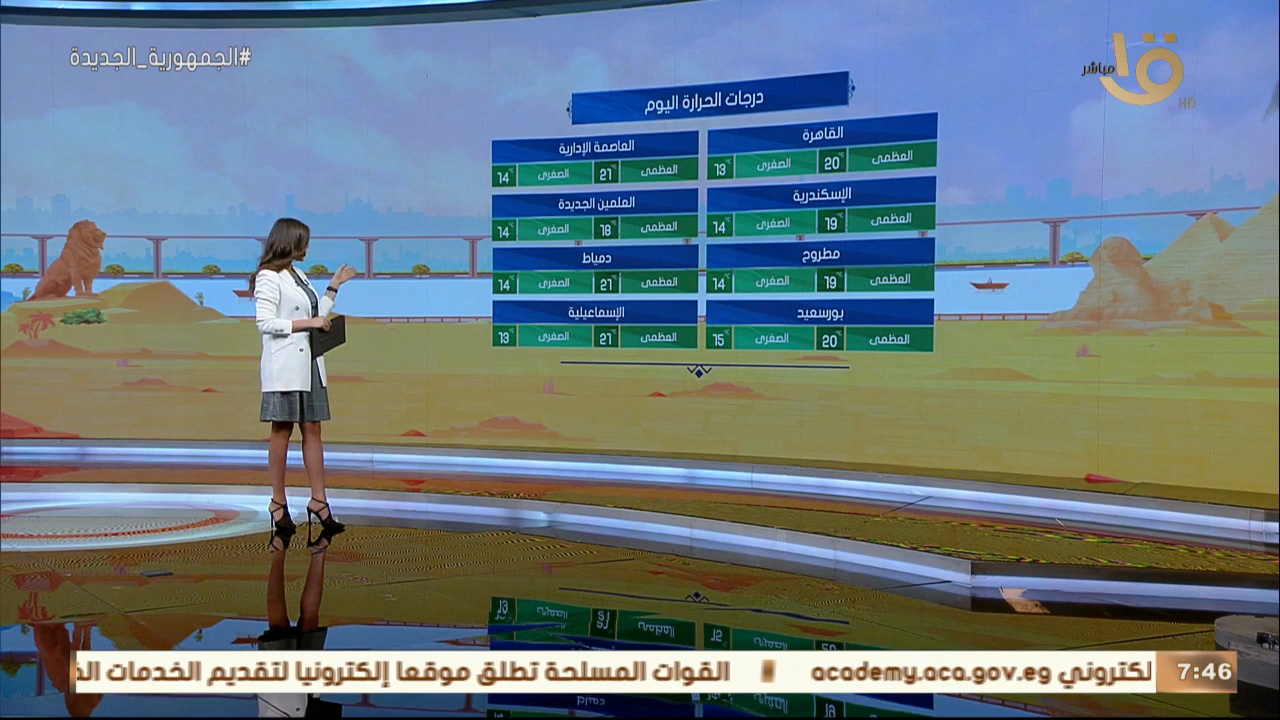 #الجمهورية_الجديدة
مباشر
HD
درجات الحرارة اليوم
القاهرة
العظمى 20°C الصغرى 13°C
العاصمة الإدارية
العظمى 21°C الصغرى 14°C
الإسكندرية
العظمى 19°C الصغرى 14°C
العلمين الجديدة
العظمى 18°C الصغرى 14°C
مطروح
العظمى 19°C الصغرى 14°C
دمياط
العظمى 21°C الصغرى 14°C
بورسعيد
العظمى 20°C الصغرى 15°C
الإسماعيلية
العظمى 21°C الصغرى 13°C
7:46
لكتروني academy.aca.gov.eg القوات المسلحة تطلق موقعا إلكترونيا لتقديم الخدمات